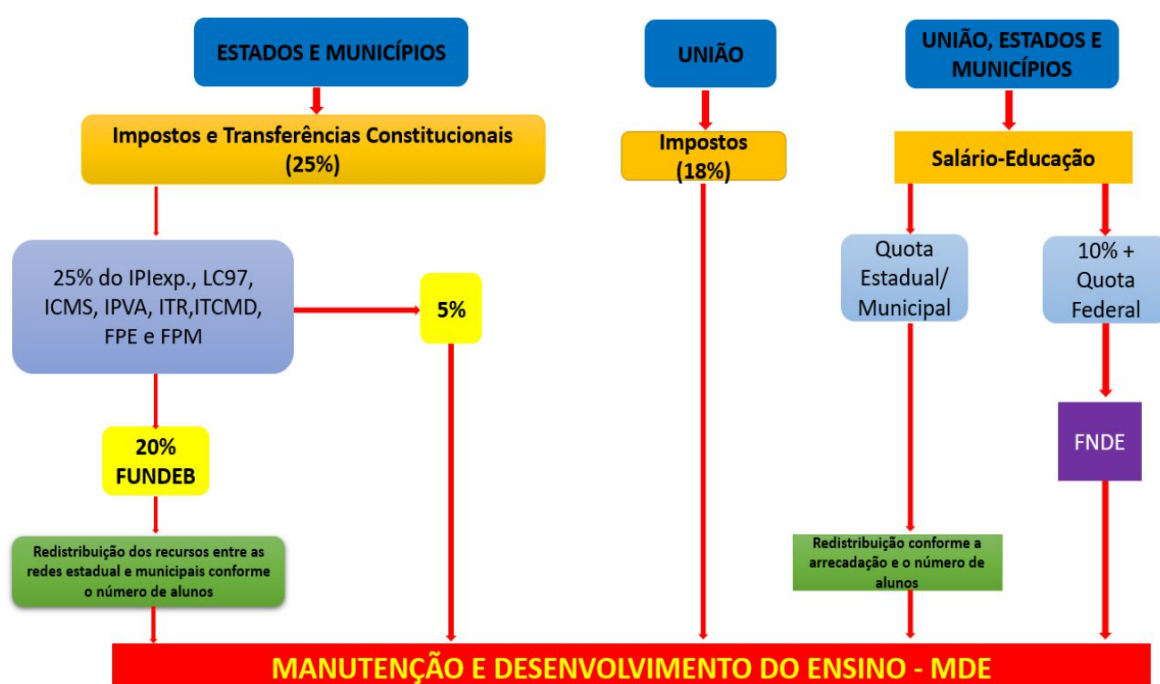 ESTADOS E MUNICÍPIOS
Impostos e Transferências Constitucionais
(25%)
25% do IPIexp., LC97,
ICMS, IPVA, ITR,ITCMD,
FPE e FPM
5%
20%
FUNDEB
Redistribuição dos recursos entre as
redes estadual e municipais conforme
o número de alunos
UNIÃO
Impostos
(18%)
UNIÃO, ESTADOS E
MUNICÍPIOS
Salário-Educação
Quota
Estadual/
Municipal
10% +
Quota
Federal
FNDE
Redistribuição conforme a
arrecadação e o número de
alunos
MANUTENÇÃO E DESENVOLVIMENTO DO ENSINO - MDE